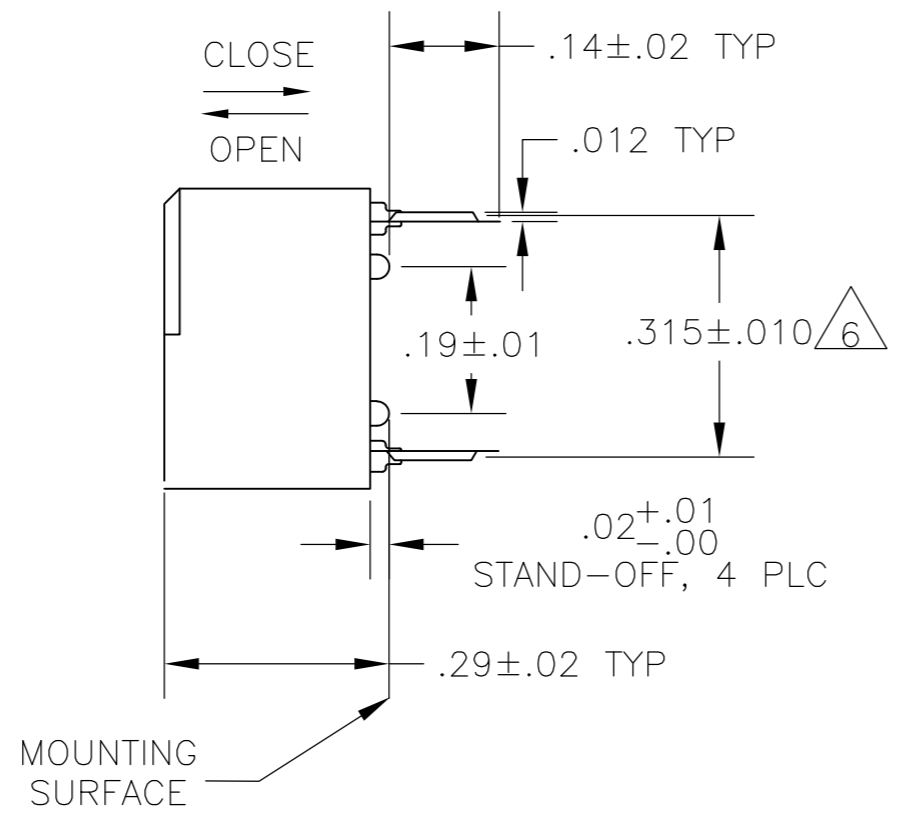 .14±.02 TYP
CLOSE
OPEN
.012 TYP
.315±.010 6
.19±.01
.02+.01
-.00
STAND-OFF, 4 PLC
.29±.02 TYP
MOUNTING
SURFACE